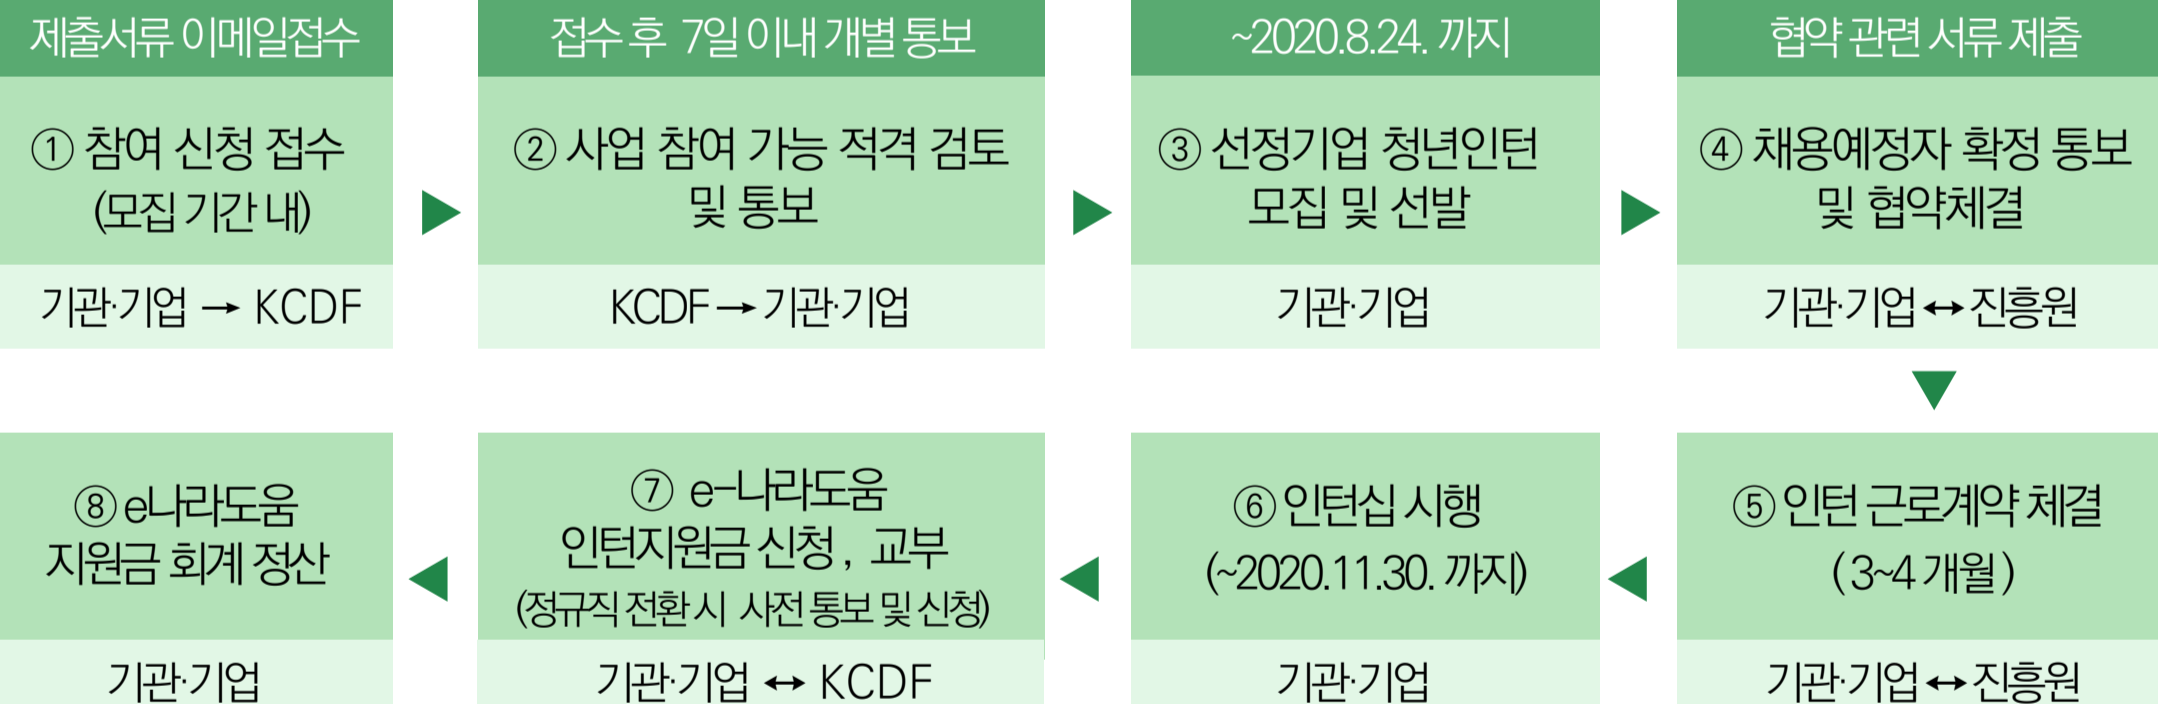 제출서류 이메일접수
① 참여 신청 접수
(모집 기간 내)
기관·기업 → KCDF
접수 후 7일 이내 개별 통보
② 사업 참여 가능 적격 검토
및 통보
KCDF → 기관·기업
~2020.8.24. 까지
③ 선정기업 청년인턴
모집 및 선발
기관·기업
협약 관련 서류 제출
④ 채용예정자 확정 통보
및 협약체결
기관·기업 ↔ 진흥원
⑤ 인턴 근로계약 체결
( 3~4 개월 )
기관·기업 ↔ 진흥원
⑥ 인턴십 시행
(~2020.11.30. 까지)
기관·기업
⑦ e-나라도움
인턴지원금 신청 , 교부
(정규직 전환 시 사전 통보 및 신청)
기관·기업 ↔ KCDF
⑧ e나라도움
지원금 회계 정산
기관·기업